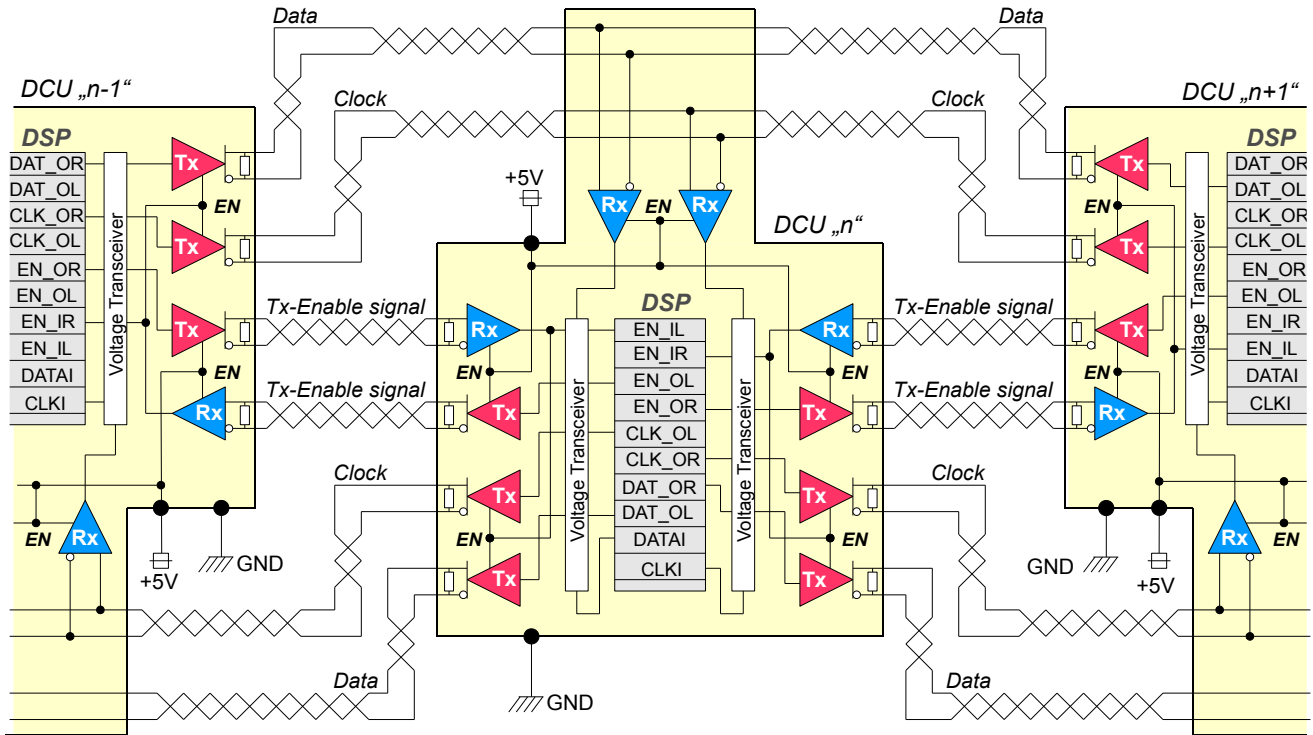 Data
Data
DCU „n-1“
Clock
Clock
DCU „n+1“
DSP
DAT_OR
DAT_OL
CLK_OR
CLK_OL
EN_OR
EN_OL
EN_IR
EN_IL
DATAI
CLKI
Voltage Transceiver
Tx
EN
Tx
Tx
EN
Rx
Rx
EN
+5V
GND
+5V
Rx
EN
Rx
DCU „n“
Tx-Enable signal
Tx-Enable signal
Clock
Data
Rx
EN
Tx
Tx
EN
Tx
Voltage Transceiver
DSP
EN_IL
EN_IR
EN_OL
EN_OR
CLK_OL
CLK_OR
DAT_OR
DAT_OL
DATAI
CLKI
Voltage Transceiver
Rx
EN
Tx
Tx
EN
Tx
GND
Tx-Enable signal
Tx-Enable signal
Clock
Data
Tx
EN
Tx
Tx
EN
Rx
Voltage Transceiver
DSP
DAT_OR
DAT_OL
CLK_OR
CLK_OL
EN_OR
EN_OL
EN_IR
EN_IL
DATAI
CLKI
GND
+5V
Rx
EN